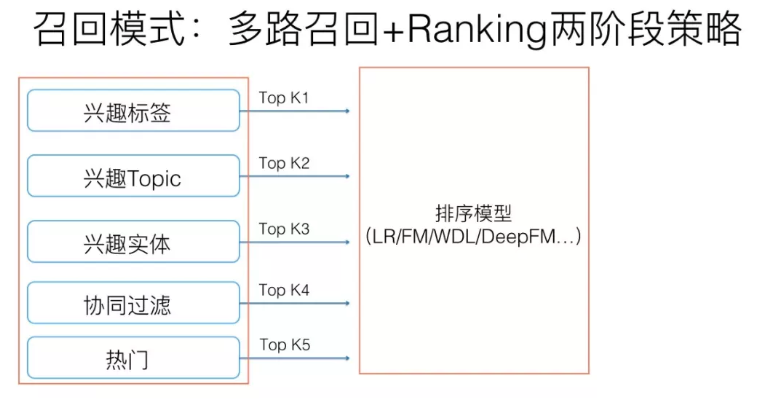 召回模式：多路召回+Ranking两阶段策略
兴趣标签
Top K1
兴趣Topic
Top K2
兴趣实体
Top K3
协同过滤
Top K4
热门
Top K5
排序模型
（LR/FM/WDL/DeepFM...）